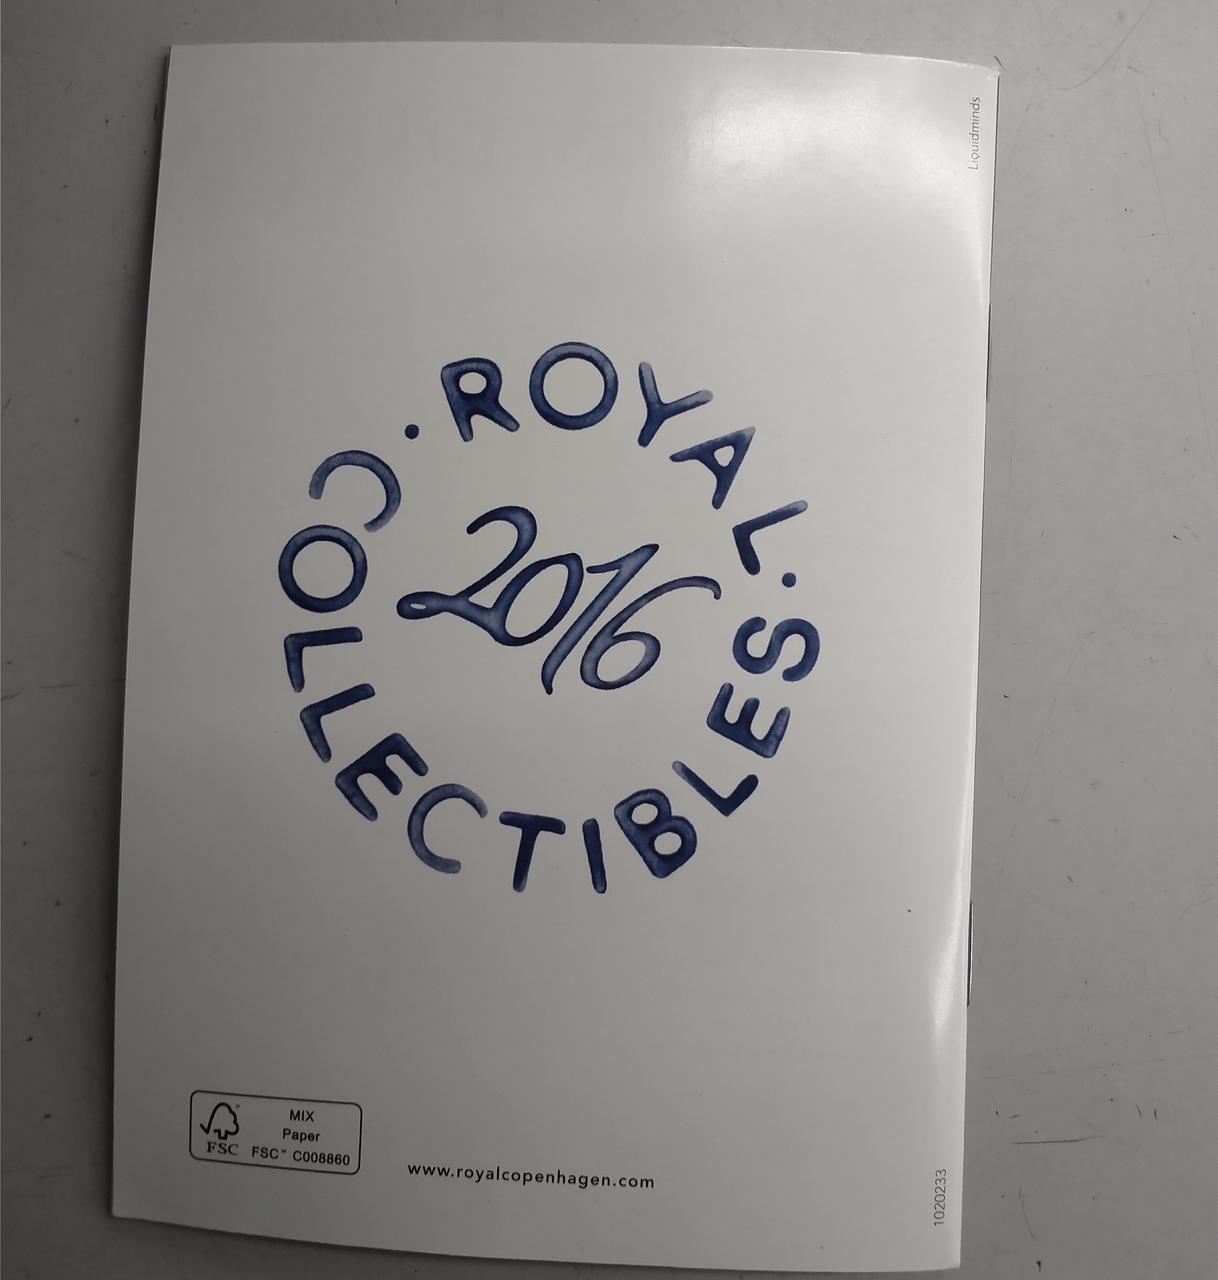 Liquidminds
· ROYAL ·
COLLECTIBLES
2016
MIX
Paper
FSC™ C008860
FSC
www.royalcopenhagen.com
1020233